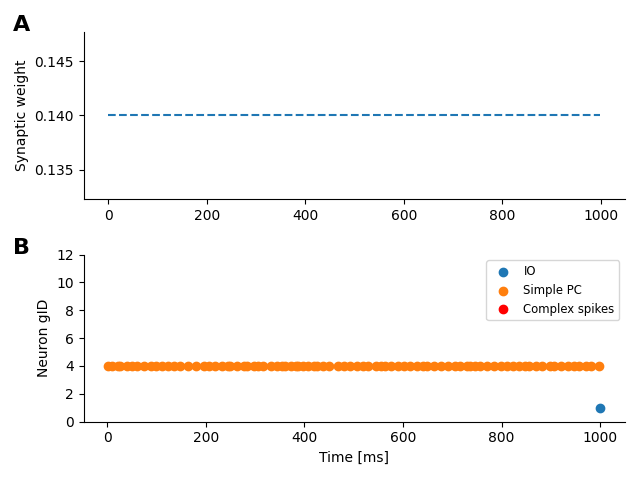 A
Synaptic weight
0.145
0.140
0.135
0 200 400 600 800 1000
B
Neuron gID
12
10
8
6
4
2
0
IO
Simple PC
Complex spikes
0 200 400 600 800 1000
Time [ms]